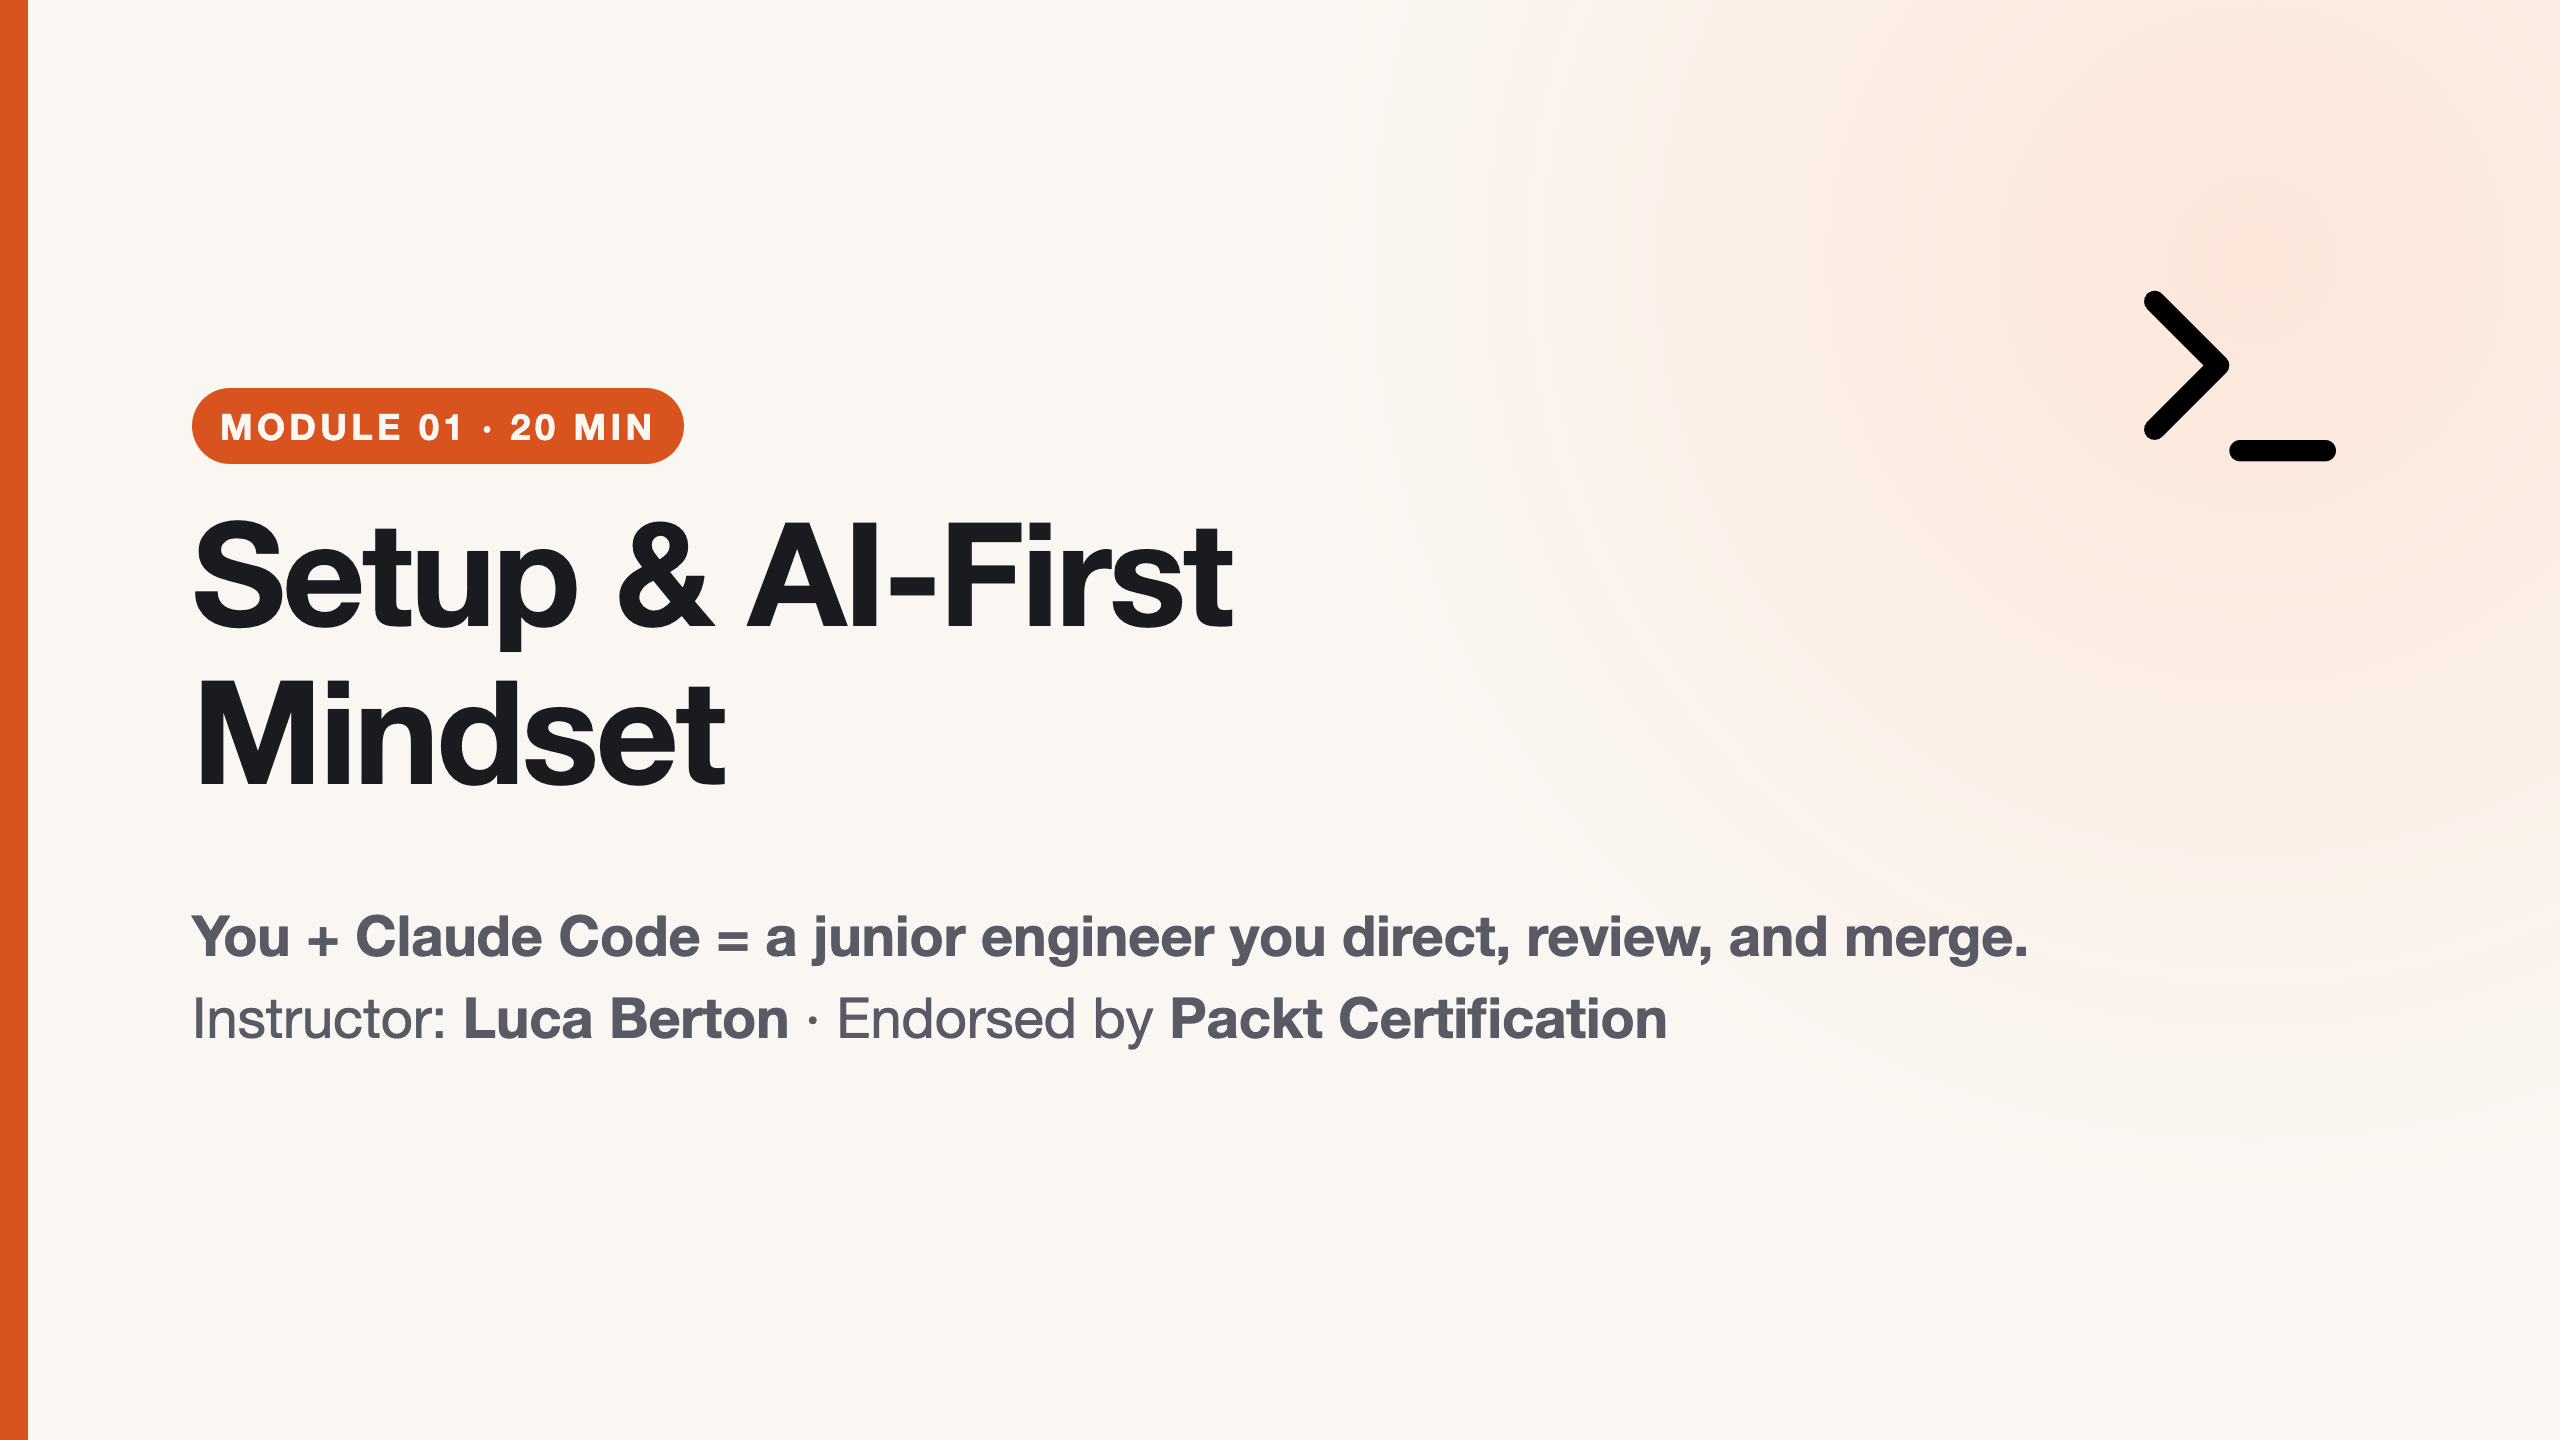 MODULE 01 · 20 MIN
Setup & AI-First
Mindset
You + Claude Code = a junior engineer you direct, review, and merge.
Instructor: Luca Berton · Endorsed by Packt Certification